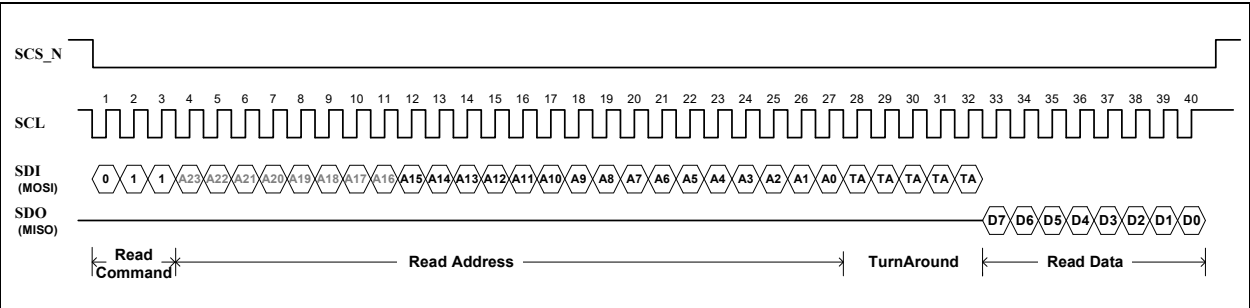 SCS_N
1 2 3 4 5 6 7 8 9 10 11 12 13 14 15 16 17 18 19 20 21 22 23 24 25 26 27 28 29 30 31 32 33 34 35 36 37 38 39 40
SCL
SDI 0 1 1 A23 A22 A21 A20 A19 A18 A17 A16 A15 A14 A13 A12 A11 A10 A9 A8 A7 A6 A5 A4 A3 A2 A1 A0 TA TA TA TA TA
(MOSI)
SDO D7 D6 D5 D4 D3 D2 D1 D0
(MISO)
Read Command
Read Address
TurnAround
Read Data